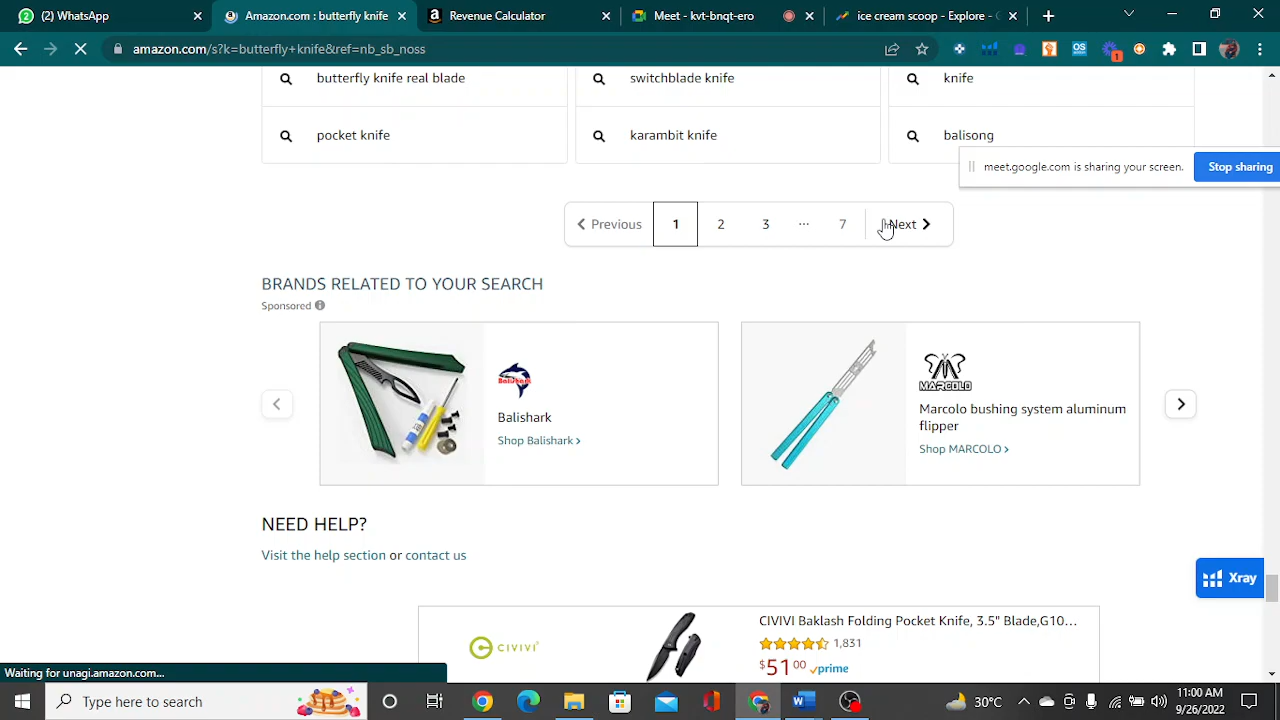 WhatsApp
Amazon.com : butterfly knife
Revenue Calculator
Meet - kvt-bnqt-ero
ice cream scoop - Explore -
amazon.com/s?k=butterfly+knife&ref=nb_sb_noss
OS
1
butterfly knife real blade
switchblade knife
knife
pocket knife
karambit knife
balisong
meet.google.com is sharing your screen.
Stop sharing
Previous
1
2
3
...
7
Next
BRANDS RELATED TO YOUR SEARCH
Sponsored
BaliShark
Balishark
Shop Balishark ›
MARCOLO
Marcolo bushing system aluminum
flipper
Shop MARCOLO ›
NEED HELP?
Visit the help section or contact us
Xray
CIVIVI
CIVIVI Baklash Folding Pocket Knife, 3.5" Blade,G10...
1,831
$51.00 prime
Waiting for unagi.amazon.com...
Type here to search
30°C
11:00 AM
9/26/2022